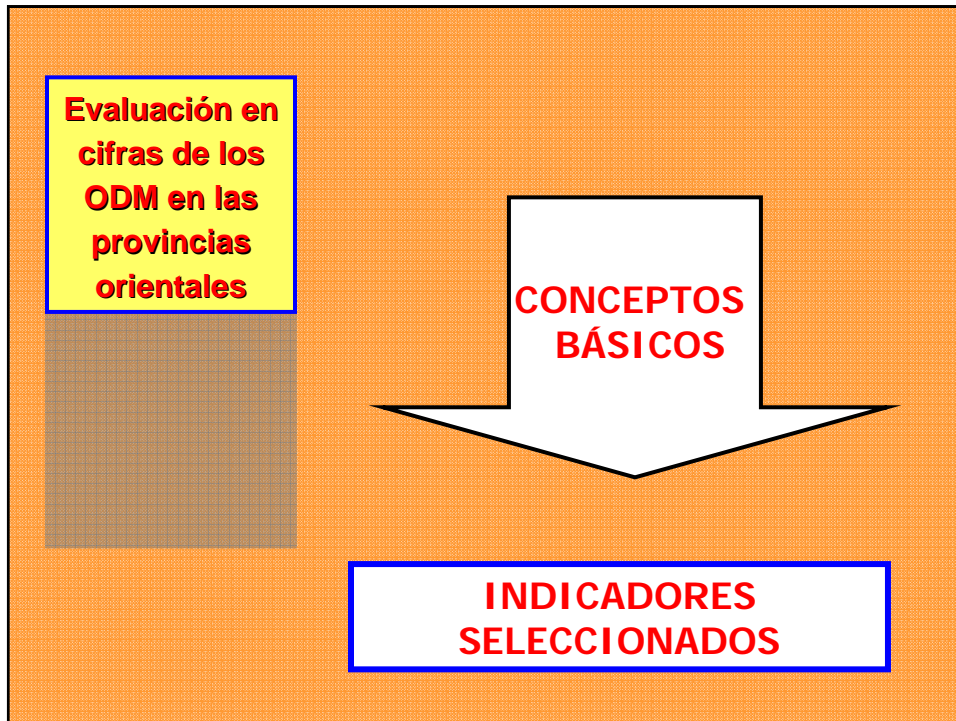 Evaluación en
cifras de los
ODM en las
provincias
orientales
CONCEPTOS
BÁSICOS
INDICADORES
SELECCIONADOS